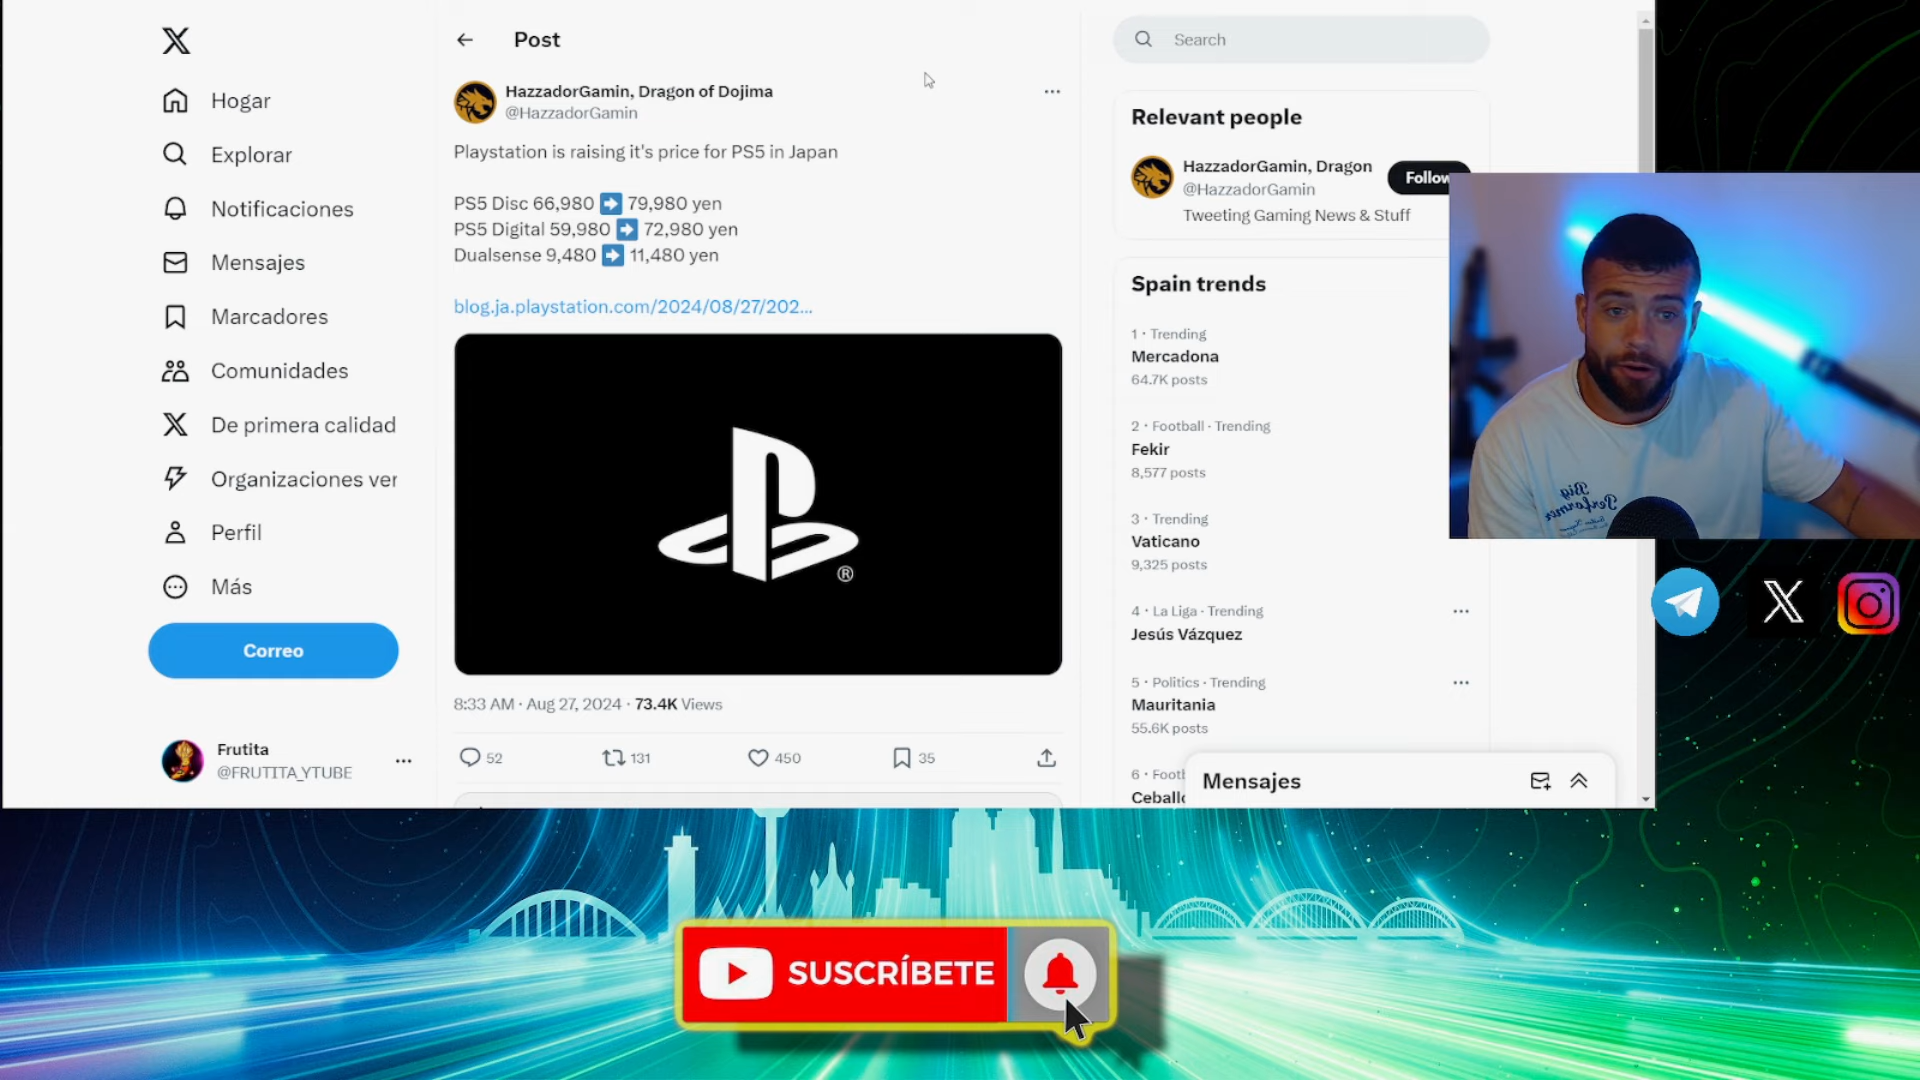 Hogar
Explorar
Notificaciones
Mensajes
Marcadores
Comunidades
De primera calidad
Organizaciones ver
Perfil
Más
Correo
Frutita
@FRUTITA_YTUBE
Post
HazzadorGamin, Dragon of Dojima
@HazzadorGamin
Playstation is raising it's price for PS5 in Japan
PS5 Disc 66,980 ➡️ 79,980 yen
PS5 Digital 59,980 ➡️ 72,980 yen
Dualsense 9,480 ➡️ 11,480 yen
blog.ja.playstation.com/2024/08/27/202...
®
8:33 AM · Aug 27, 2024 · 73.4K Views
52 131 450 35
Search
Relevant people
HazzadorGamin, Dragon
@HazzadorGamin
Follow
Tweeting Gaming News & Stuff
Spain trends
1 · Trending
Mercadona
64.7K posts
2 · Football · Trending
Fekir
8,577 posts
3 · Trending
Vaticano
9,325 posts
4 · La Liga · Trending
Jesús Vázquez
5 · Politics · Trending
Mauritania
55.6K posts
6 · Foot
Ceball
Mensajes
Big
Performer
SUSCRÍBETE